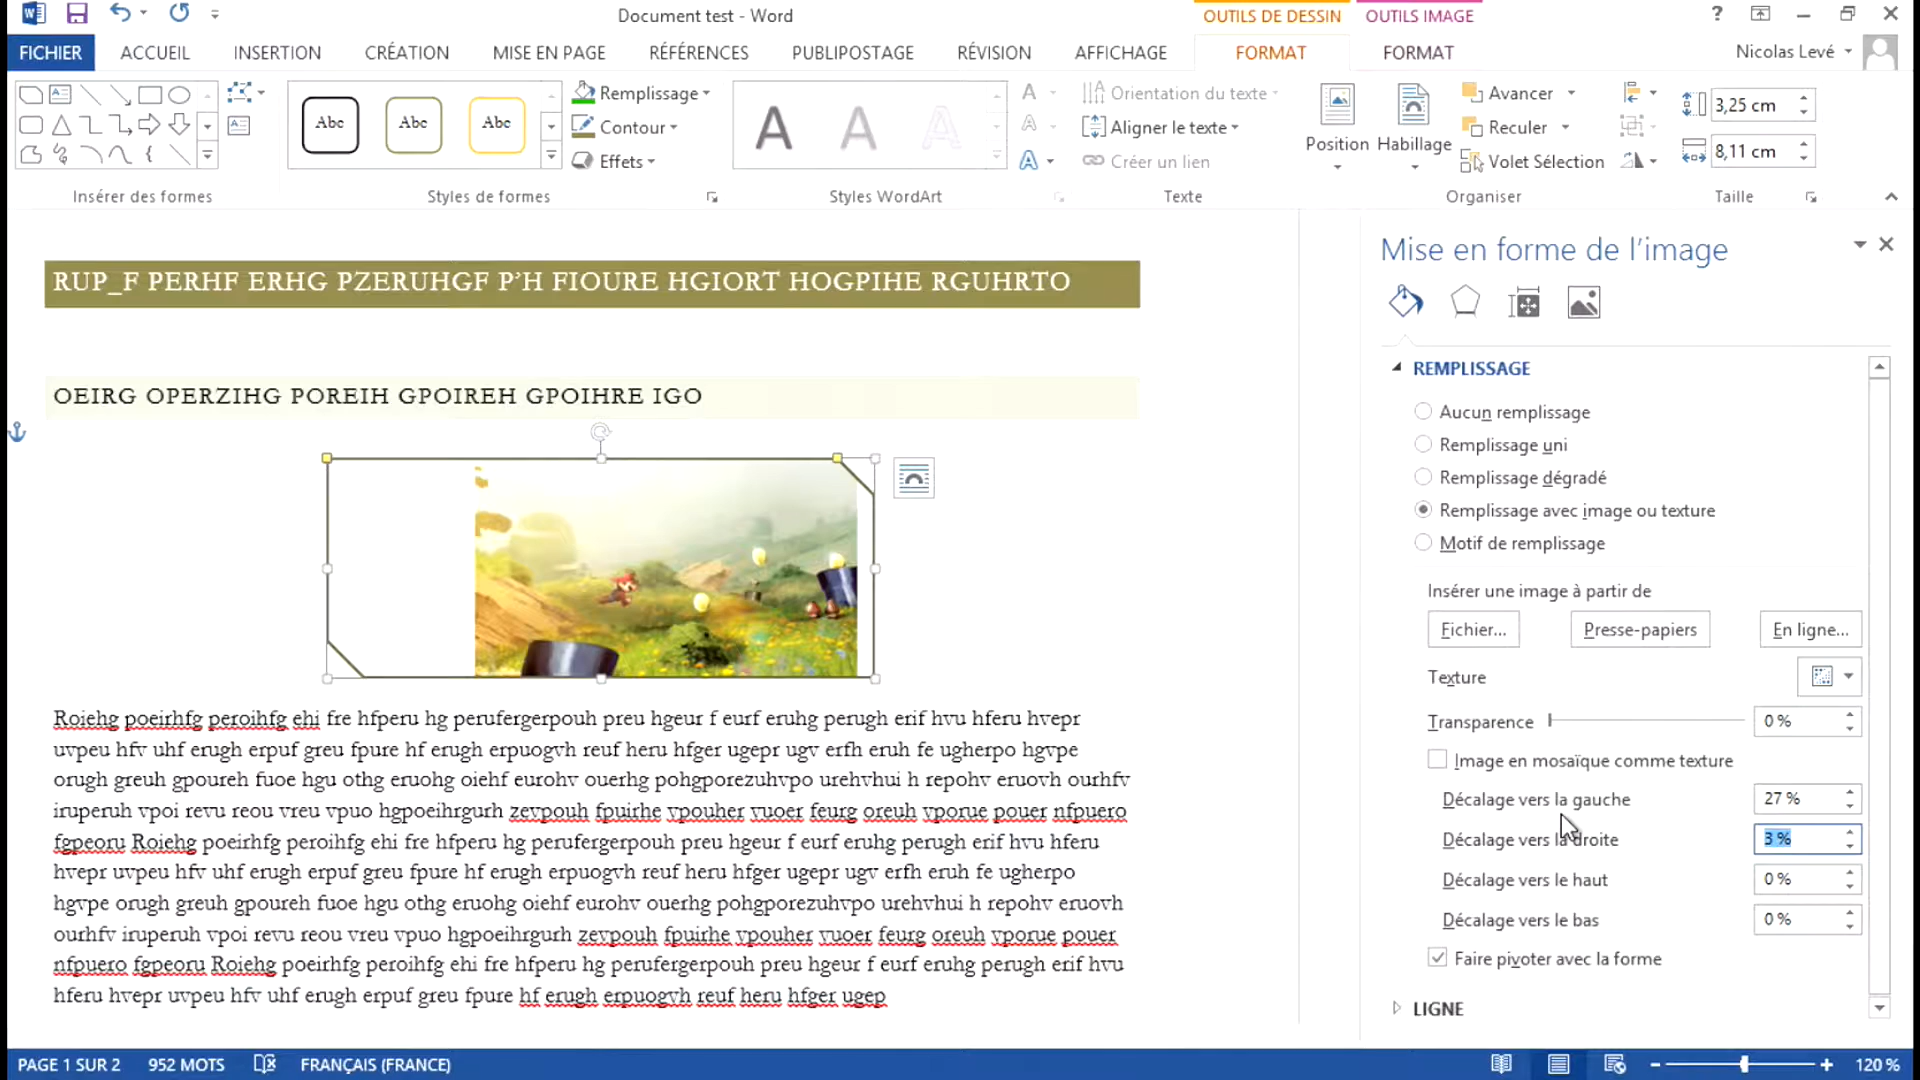 Document test - Word
OUTILS DE DESSIN OUTILS IMAGE
?
FICHIER ACCUEIL INSERTION CRÉATION MISE EN PAGE RÉFÉRENCES PUBLIPOSTAGE RÉVISION AFFICHAGE FORMAT FORMAT Nicolas Levé
Abc Abc Abc
Remplissage
Contour
Effets
A A A
Orientation du texte
Aligner le texte
Créer un lien
Position Habillage
Avancer
Reculer
Volet Sélection
3,25 cm
8,11 cm
Insérer des formes Styles de formes Styles WordArt Texte Organiser Taille
RUP_F PERHF ERHG PZERUHGF P'H FIOURE HGIORT HOGPIHE RGUHRTO
OEIRG OPERZIHG POREIH GPOIREH GPOIHRE IGO
Roiehg poeirhfg peroihfg ehi fre hfperu hg perufergerpouh preu hgeur f eurf eruhg perugh erif hvu hferu hvepr
uvpeu hfv uhf erugh erpuf greu fpure hf erugh erpuogvh reuf heru hfger ugepr ugv erfh eruh fe ugherpo hgvpe
orugh greuh gpoureh fuoe hgu othg eruohg oiehf eurohv ouerhg pohgporezuhvpo urehvhui h repohv eruovh ourhfv
iruperuh vpoi revu reou vreu vpuo hgpoeihrgurh zevpouh fpuirhe vpouher vuoer feurg oreuh vporue pouer nfpuero
fgpeoru Roiehg poeirhfg peroihfg ehi fre hfperu hg perufergerpouh preu hgeur f eurf eruhg perugh erif hvu hferu
hvepr uvpeu hfv uhf erugh erpuf greu fpure hf erugh erpuogvh reuf heru hfger ugepr ugv erfh eruh fe ugherpo
hgvpe orugh greuh gpoureh fuoe hgu othg eruohg oiehf eurohv ouerhg pohgporezuhvpo urehvhui h repohv eruovh
ourhfv iruperuh vpoi revu reou vreu vpuo hgpoeihrgurh zevpouh fpuirhe vpouher vuoer feurg oreuh vporue pouer
nfpuero fgpeoru Roiehg poeirhfg peroihfg ehi fre hfperu hg perufergerpouh preu hgeur f eurf eruhg perugh erif hvu
hferu hvepr uvpeu hfv uhf erugh erpuf greu fpure hf erugh erpuogvh reuf heru hfger ugep
Mise en forme de l'image
REMPLISSAGE
Aucun remplissage
Remplissage uni
Remplissage dégradé
Remplissage avec image ou texture
Motif de remplissage
Insérer une image à partir de
Fichier... Presse-papiers En ligne...
Texture
Transparence 0 %
Image en mosaïque comme texture
Décalage vers la gauche 27 %
Décalage vers la droite 3 %
Décalage vers le haut 0 %
Décalage vers le bas 0 %
Faire pivoter avec la forme
LIGNE
PAGE 1 SUR 2 952 MOTS FRANÇAIS (FRANCE) 120 %